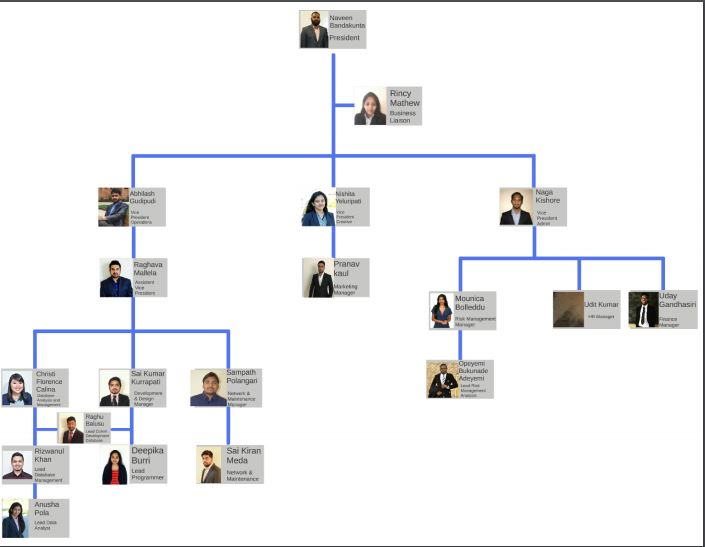 Naveen
Bandakunta
President
Rincy
Mathew
Business
Liaison
Abhilash
Gudipudi
Vice
President
Operations
Nishita
Yeluripati
Vice
President
Creative
Naga
Kishore
Vice
President
Admin
Raghava
Mallela
Assistant
Vice
President
Pranav
kaul
Marketing
Manager
Mounica
Bolleddu
Risk Management
Manager
Udit Kumar
HR Manager
Uday
Gandhasiri
Finance
Manager
Christi
Florence
Calina
Database
Analysis and
Management
Sai Kumar
Kurrapati
Development
& Design
Manager
Sampath
Polangari
Network &
Maintenance
Manager
Opeyemi
Bukunade
Adeyemi
Lead Risk
Management
Analyst
Raghu
Balusu
Lead Comm
Development
Database
Rizwanul
Khan
Lead
Database
Management
Deepika
Burri
Lead
Programmer
Sai Kiran
Meda
Network &
Maintenance
Anusha
Pola
Lead Data
Analyst